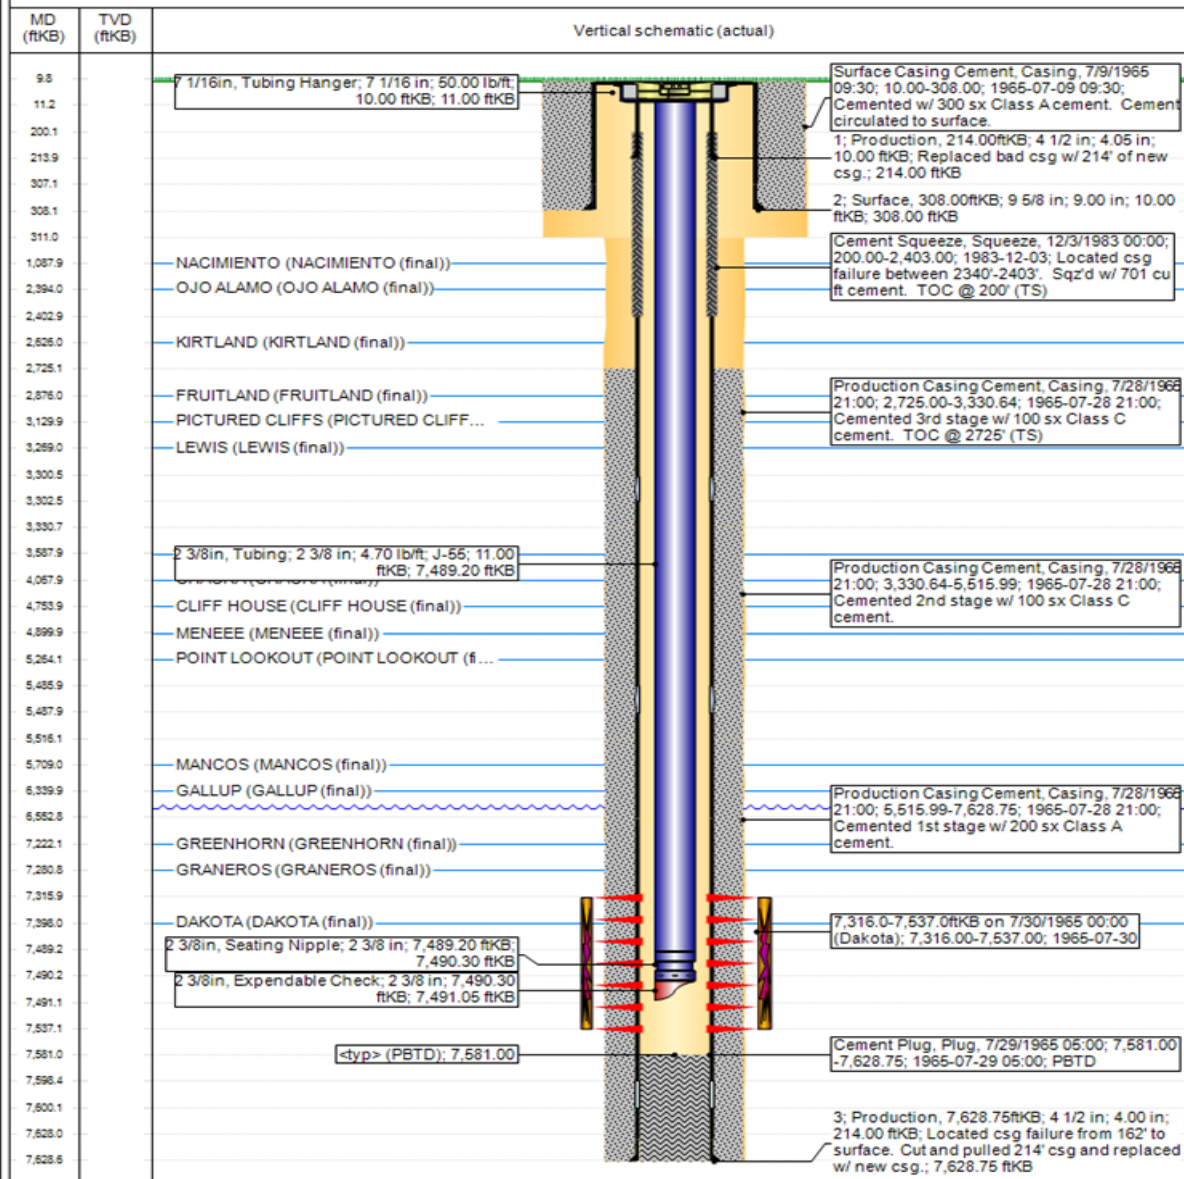 MD
(ftKB)
TVD
(ftKB)
Vertical schematic (actual)
9.8
11.2
200.1
213.9
307.1
308.1
311.0
1,087.9
2,394.0
2,402.9
2,626.0
2,725.1
2,876.0
3,129.9
3,269.0
3,300.5
3,302.5
3,330.7
3,587.9
4,067.9
4,753.9
4,899.9
5,264.1
5,485.9
5,487.9
5,516.1
5,709.0
6,339.9
6,552.8
7,222.1
7,280.8
7,315.9
7,398.0
7,489.2
7,490.2
7,491.1
7,537.1
7,581.0
7,598.4
7,600.1
7,628.0
7,628.6
7 1/16in, Tubing Hanger; 7 1/16 in; 50.00 lb/ft;
10.00 ftKB; 11.00 ftKB
NACIMIENTO (NACIMIENTO (final))
OJO ALAMO (OJO ALAMO (final))
KIRTLAND (KIRTLAND (final))
FRUITLAND (FRUITLAND (final))
PICTURED CLIFFS (PICTURED CLIFF...
LEWIS (LEWIS (final))
2 3/8in, Tubing; 2 3/8 in; 4.70 lb/ft; J-55; 11.00
ftKB; 7,489.20 ftKB
CLIFF HOUSE (CLIFF HOUSE (final))
MENEEE (MENEEE (final))
POINT LOOKOUT (POINT LOOKOUT (fi...
MANCOS (MANCOS (final))
GALLUP (GALLUP (final))
GREENHORN (GREENHORN (final))
GRANEROS (GRANEROS (final))
DAKOTA (DAKOTA (final))
2 3/8in, Seating Nipple; 2 3/8 in; 7,489.20 ftKB;
7,490.30 ftKB
2 3/8in, Expendable Check; 2 3/8 in; 7,490.30
ftKB; 7,491.05 ftKB
<typ> (PBTD); 7,581.00
Surface Casing Cement, Casing, 7/9/1965
09:30; 10.00-308.00; 1965-07-09 09:30;
Cemented w/ 300 sx Class A cement.  Cement
circulated to surface.
1; Production, 214.00ftKB; 4 1/2 in; 4.05 in;
10.00 ftKB; Replaced bad csg w/ 214' of new
csg.; 214.00 ftKB
2; Surface, 308.00ftKB; 9 5/8 in; 9.00 in; 10.00
ftKB; 308.00 ftKB
Cement Squeeze, Squeeze, 12/3/1983 00:00;
200.00-2,403.00; 1983-12-03; Located csg
failure between 2340'-2403'.  Sqz'd w/ 701 cu
ft cement.  TOC @ 200' (TS)
Production Casing Cement, Casing, 7/28/1965
21:00; 2,725.00-3,330.64; 1965-07-28 21:00;
Cemented 3rd stage w/ 100 sx Class C
cement.  TOC @ 2725' (TS)
Production Casing Cement, Casing, 7/28/1965
21:00; 3,330.64-5,515.99; 1965-07-28 21:00;
Cemented 2nd stage w/ 100 sx Class C
cement.
Production Casing Cement, Casing, 7/28/1965
21:00; 5,515.99-7,628.75; 1965-07-28 21:00;
Cemented 1st stage w/ 200 sx Class A
cement.
7,316.0-7,537.0ftKB on 7/30/1965 00:00
(Dakota); 7,316.00-7,537.00; 1965-07-30
Cement Plug, Plug, 7/29/1965 05:00; 7,581.00
-7,628.75; 1965-07-29 05:00; PBTD
3; Production, 7,628.75ftKB; 4 1/2 in; 4.00 in;
214.00 ftKB; Located csg failure from 162' to
surface. Cut and pulled 214' csg and replaced
w/ new csg.; 7,628.75 ftKB